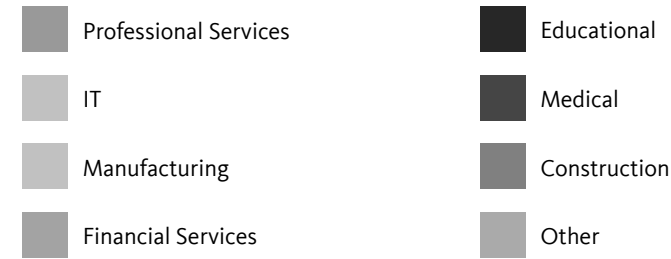 Professional Services
IT
Manufacturing
Financial Services
Educational
Medical
Construction
Other